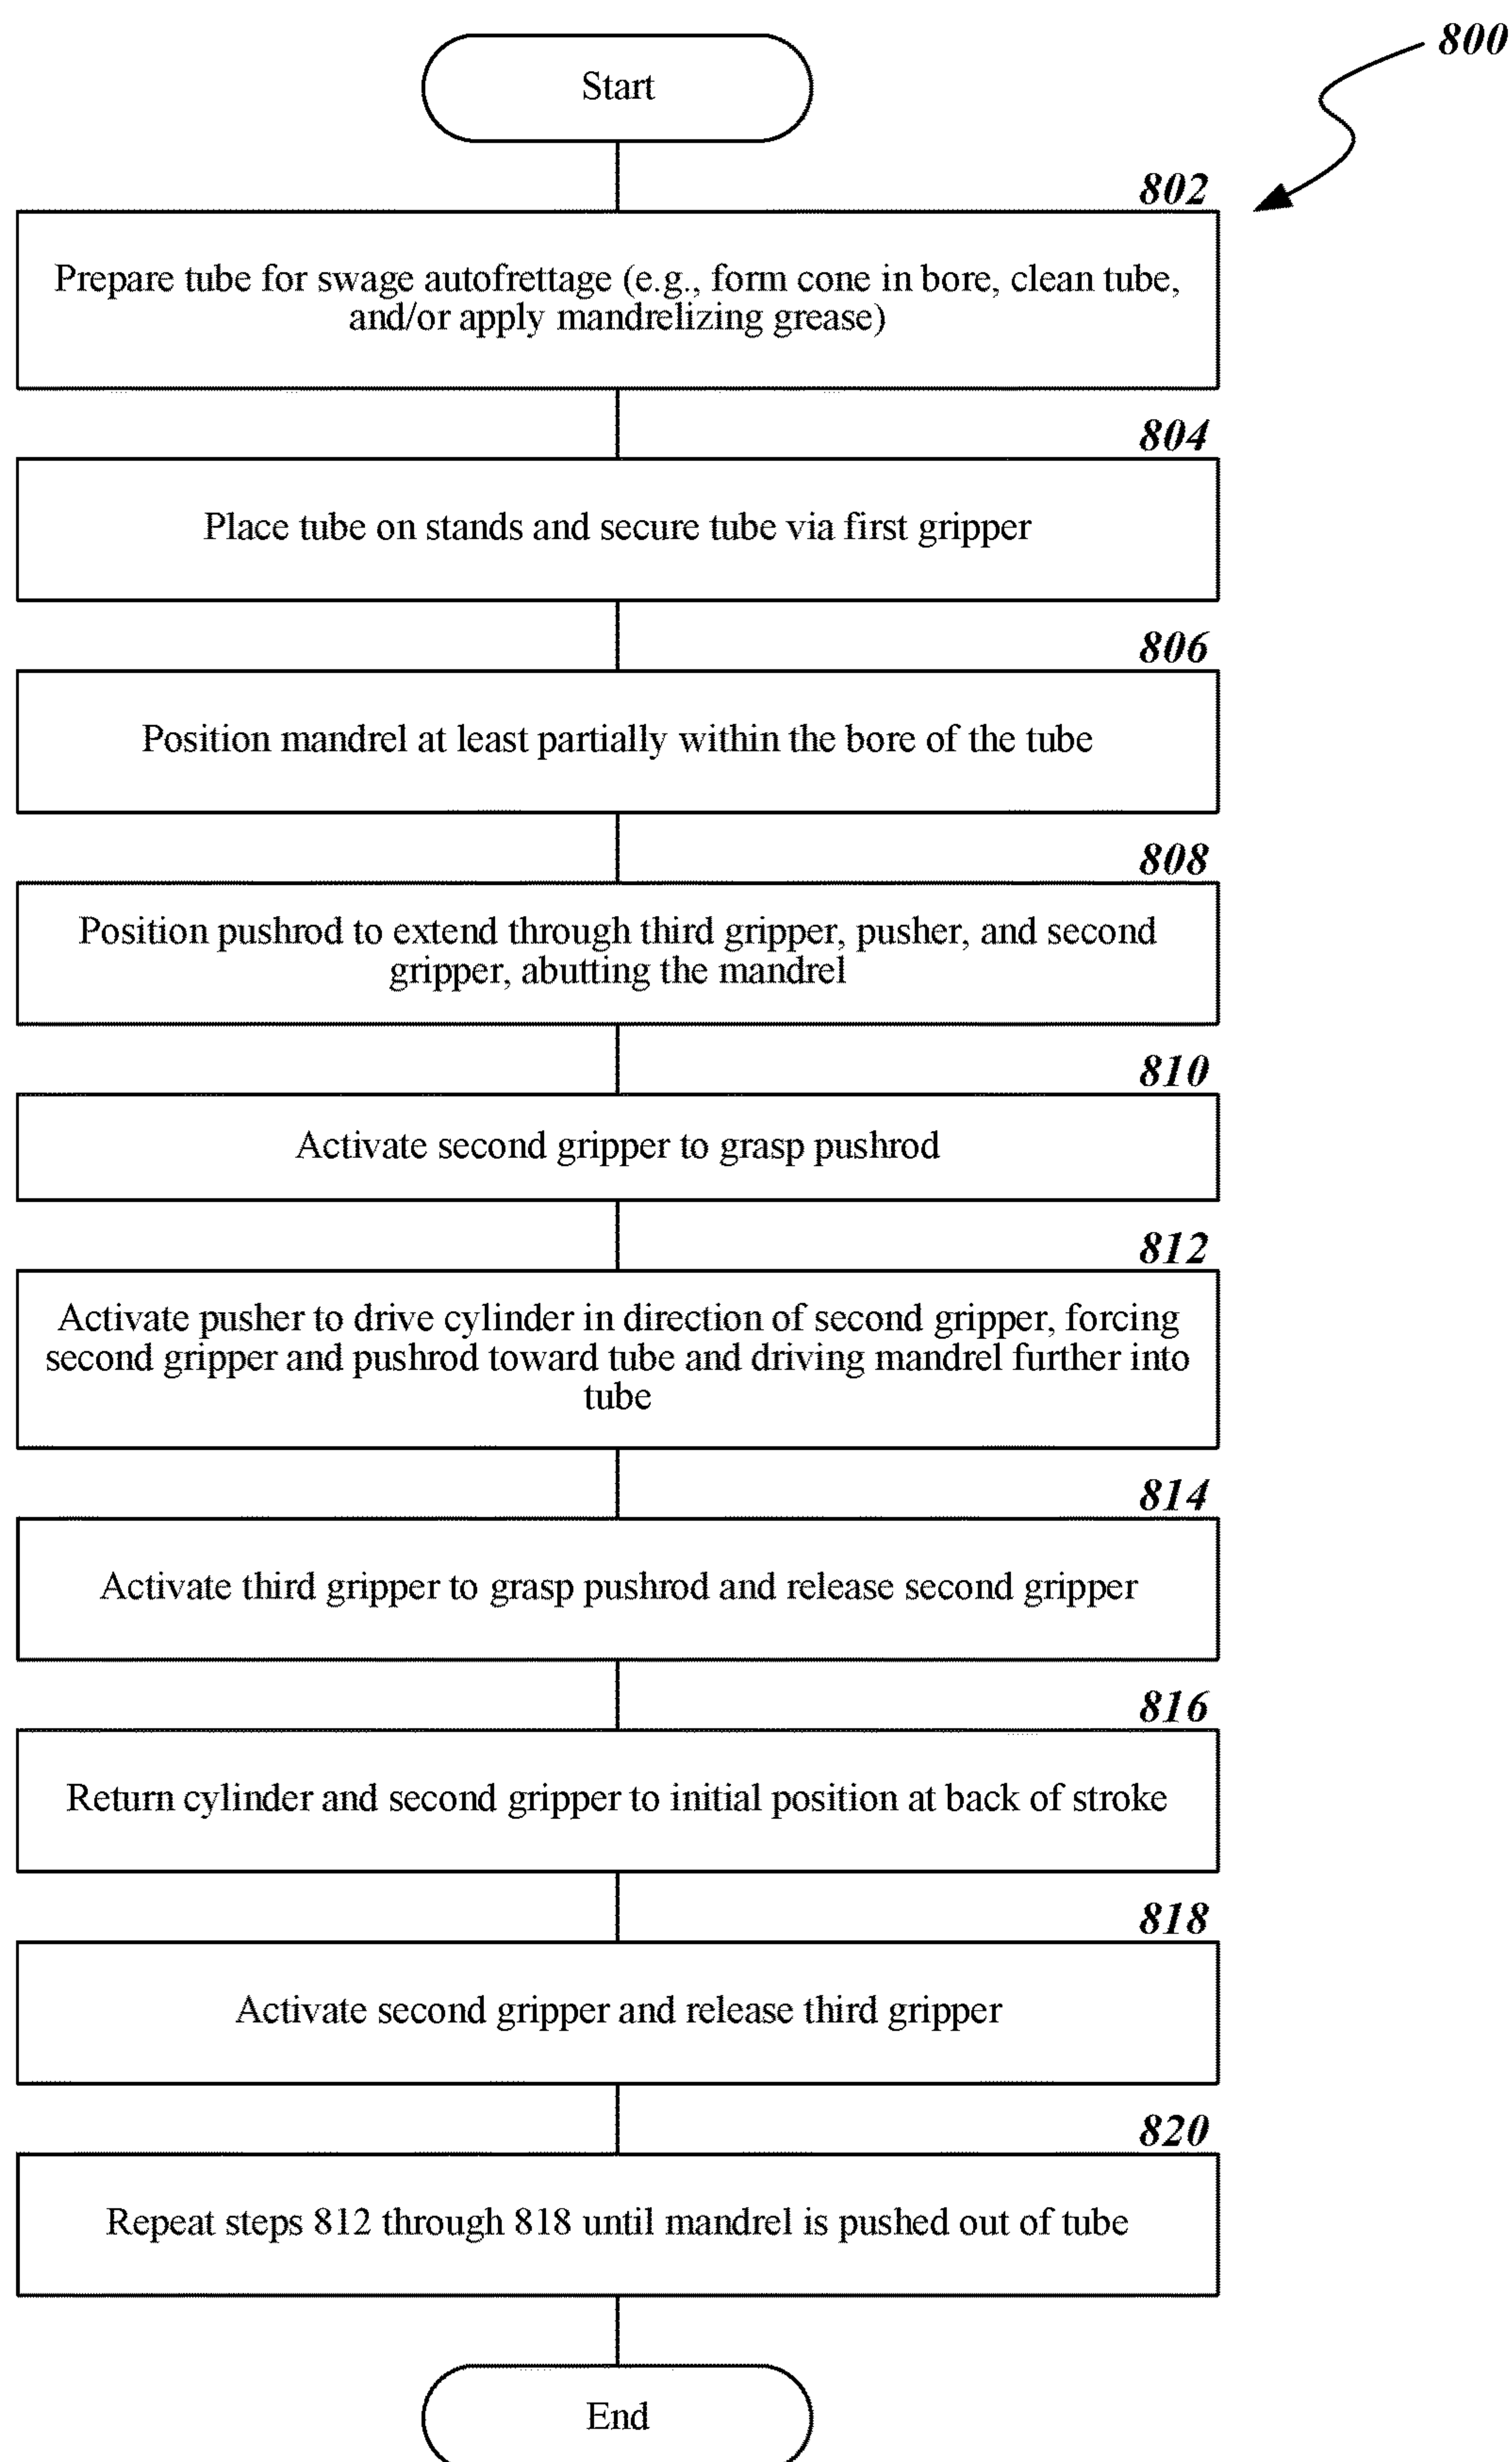 Start
800
802
Prepare tube for swage autofrettage (e.g., form cone in bore, clean tube,
and/or apply mandrelizing grease)
804
Place tube on stands and secure tube via first gripper
806
Position mandrel at least partially within the bore of the tube
808
Position pushrod to extend through third gripper, pusher, and second
gripper, abutting the mandrel
810
Activate second gripper to grasp pushrod
812
Activate pusher to drive cylinder in direction of second gripper, forcing
second gripper and pushrod toward tube and driving mandrel further into
tube
814
Activate third gripper to grasp pushrod and release second gripper
816
Return cylinder and second gripper to initial position at back of stroke
818
Activate second gripper and release third gripper
820
Repeat steps 812 through 818 until mandrel is pushed out of tube
End